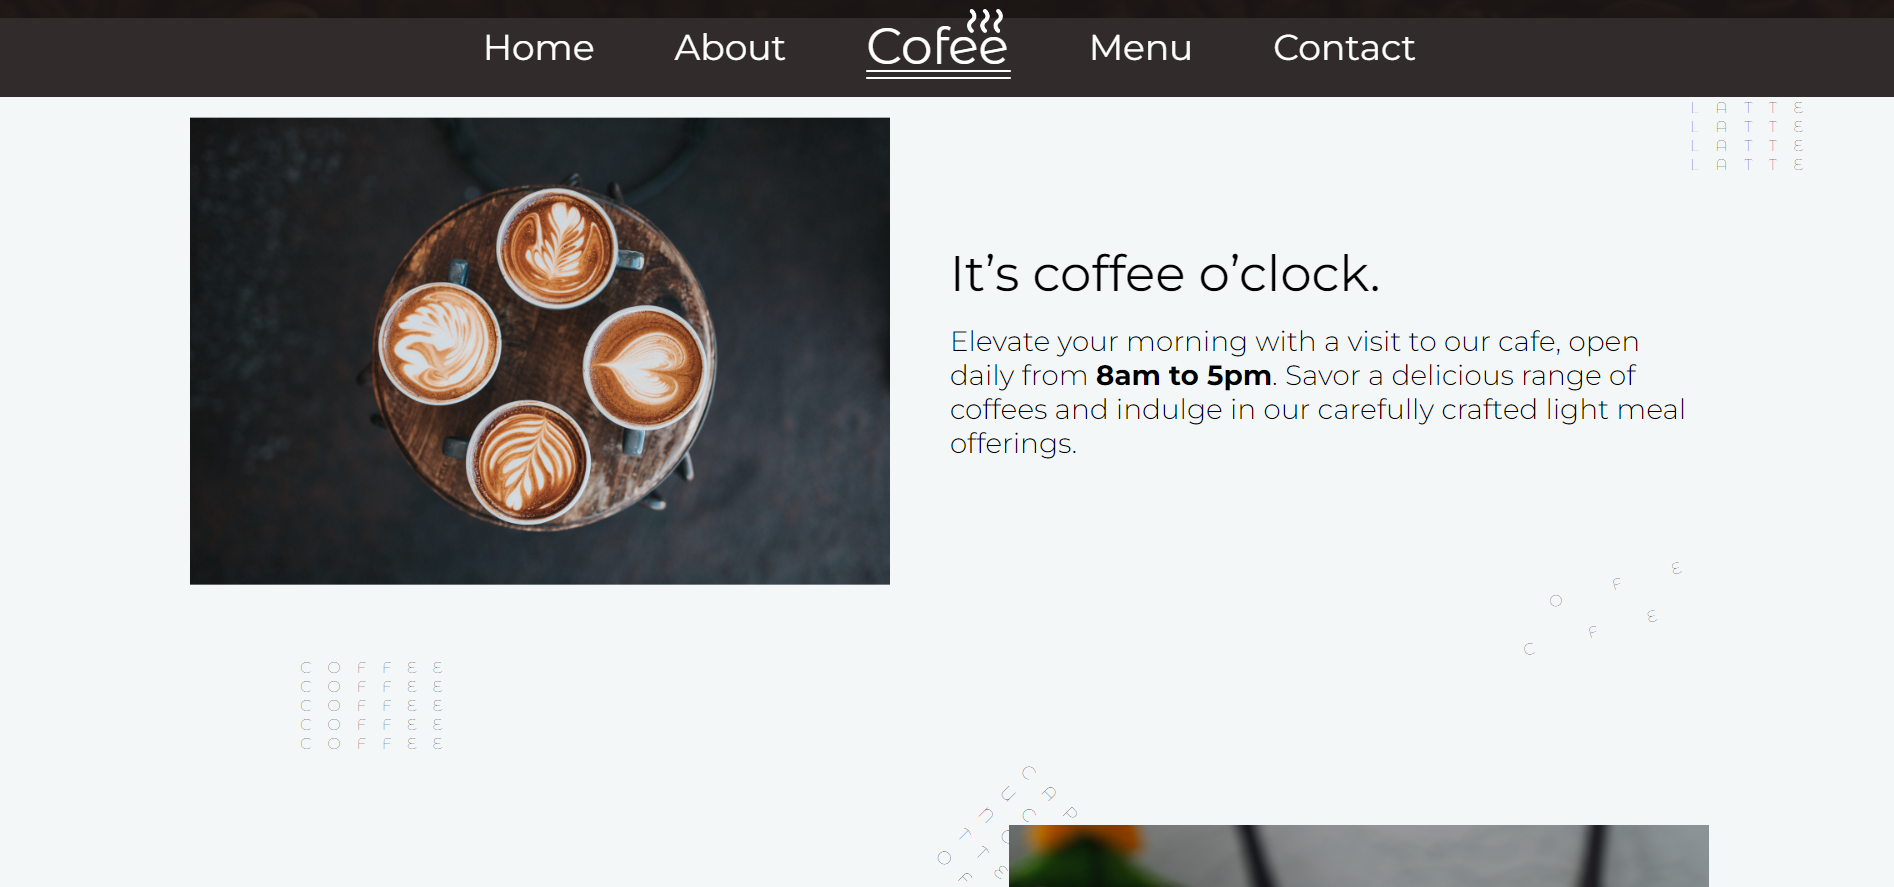 Home About Cofee Menu Contact
L A T T E
L A T T E
L A T T E
L A T T E
It’s coffee o’clock.
Elevate your morning with a visit to our cafe, open
daily from 8am to 5pm. Savor a delicious range of
coffees and indulge in our carefully crafted light meal
offerings.
C O F F E E
C O F F E E
C O F F E E
C O F F E E
C O F F E E
C O F F E E